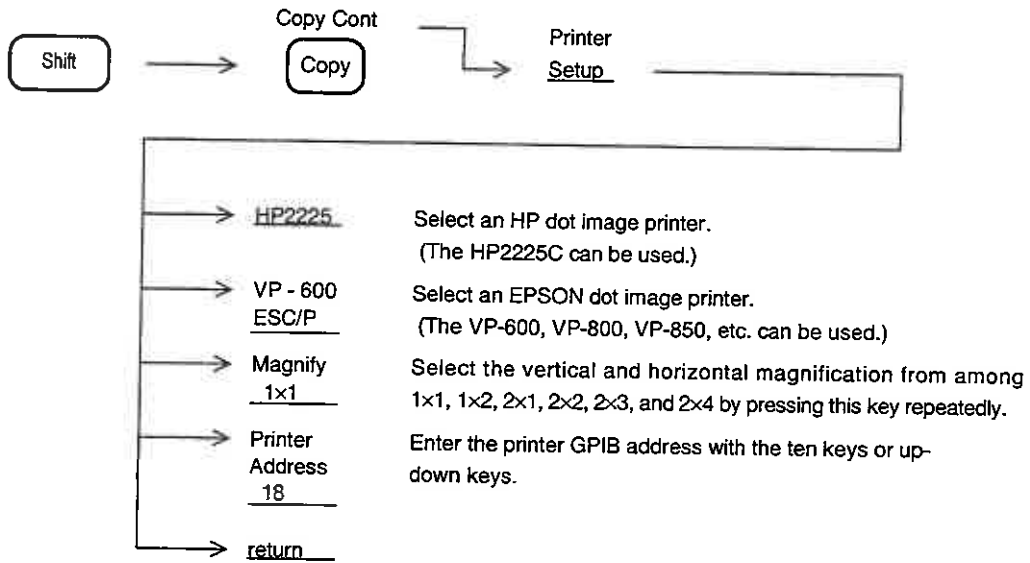 Copy Cont
Shift
Copy
Printer
Setup
HP2225
Select an HP dot image printer.
(The HP2225C can be used.)
VP - 600
ESC/P
Select an EPSON dot image printer.
(The VP-600, VP-800, VP-850, etc. can be used.)
Magnify
1×1
Select the vertical and horizontal magnification from among
1×1, 1×2, 2×1, 2×2, 2×3, and 2×4 by pressing this key repeatedly.
Printer
Address
18
Enter the printer GPIB address with the ten keys or up-
down keys.
return